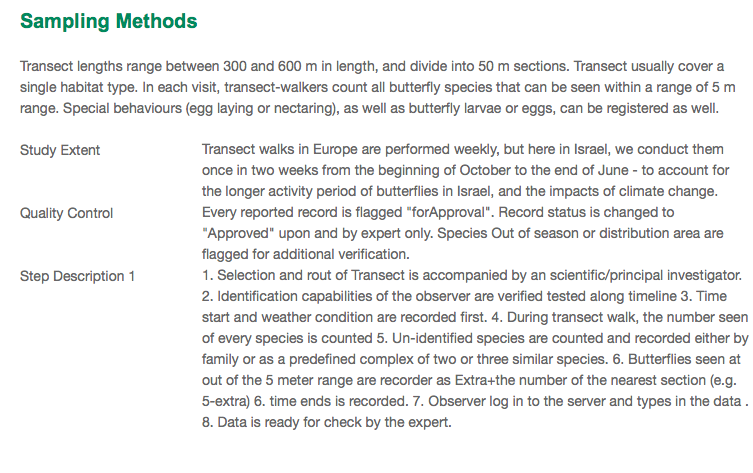 Sampling Methods
Transect lengths range between 300 and 600 m in length, and divide into 50 m sections. Transect usually cover a
single habitat type. In each visit, transect-walkers count all butterfly species that can be seen within a range of 5 m
range. Special behaviours (egg laying or nectaring), as well as butterfly larvae or eggs, can be registered as well.
Study Extent
Transect walks in Europe are performed weekly, but here in Israel, we conduct them
once in two weeks from the beginning of October to the end of June - to account for
the longer activity period of butterflies in Israel, and the impacts of climate change.
Quality Control
Every reported record is flagged "forApproval". Record status is changed to
"Approved" upon and by expert only. Species Out of season or distribution area are
flagged for additional verification.
Step Description 1
1. Selection and rout of Transect is accompanied by an scientific/principal investigator.
2. Identification capabilities of the observer are verified tested along timeline 3. Time
start and weather condition are recorded first. 4. During transect walk, the number seen
of every species is counted 5. Un-identified species are counted and recorded either by
family or as a predefined complex of two or three similar species. 6. Butterflies seen at
out of the 5 meter range are recorder as Extra+the number of the nearest section (e.g.
5-extra) 6. time ends is recorded. 7. Observer log in to the server and types in the data .
8. Data is ready for check by the expert.